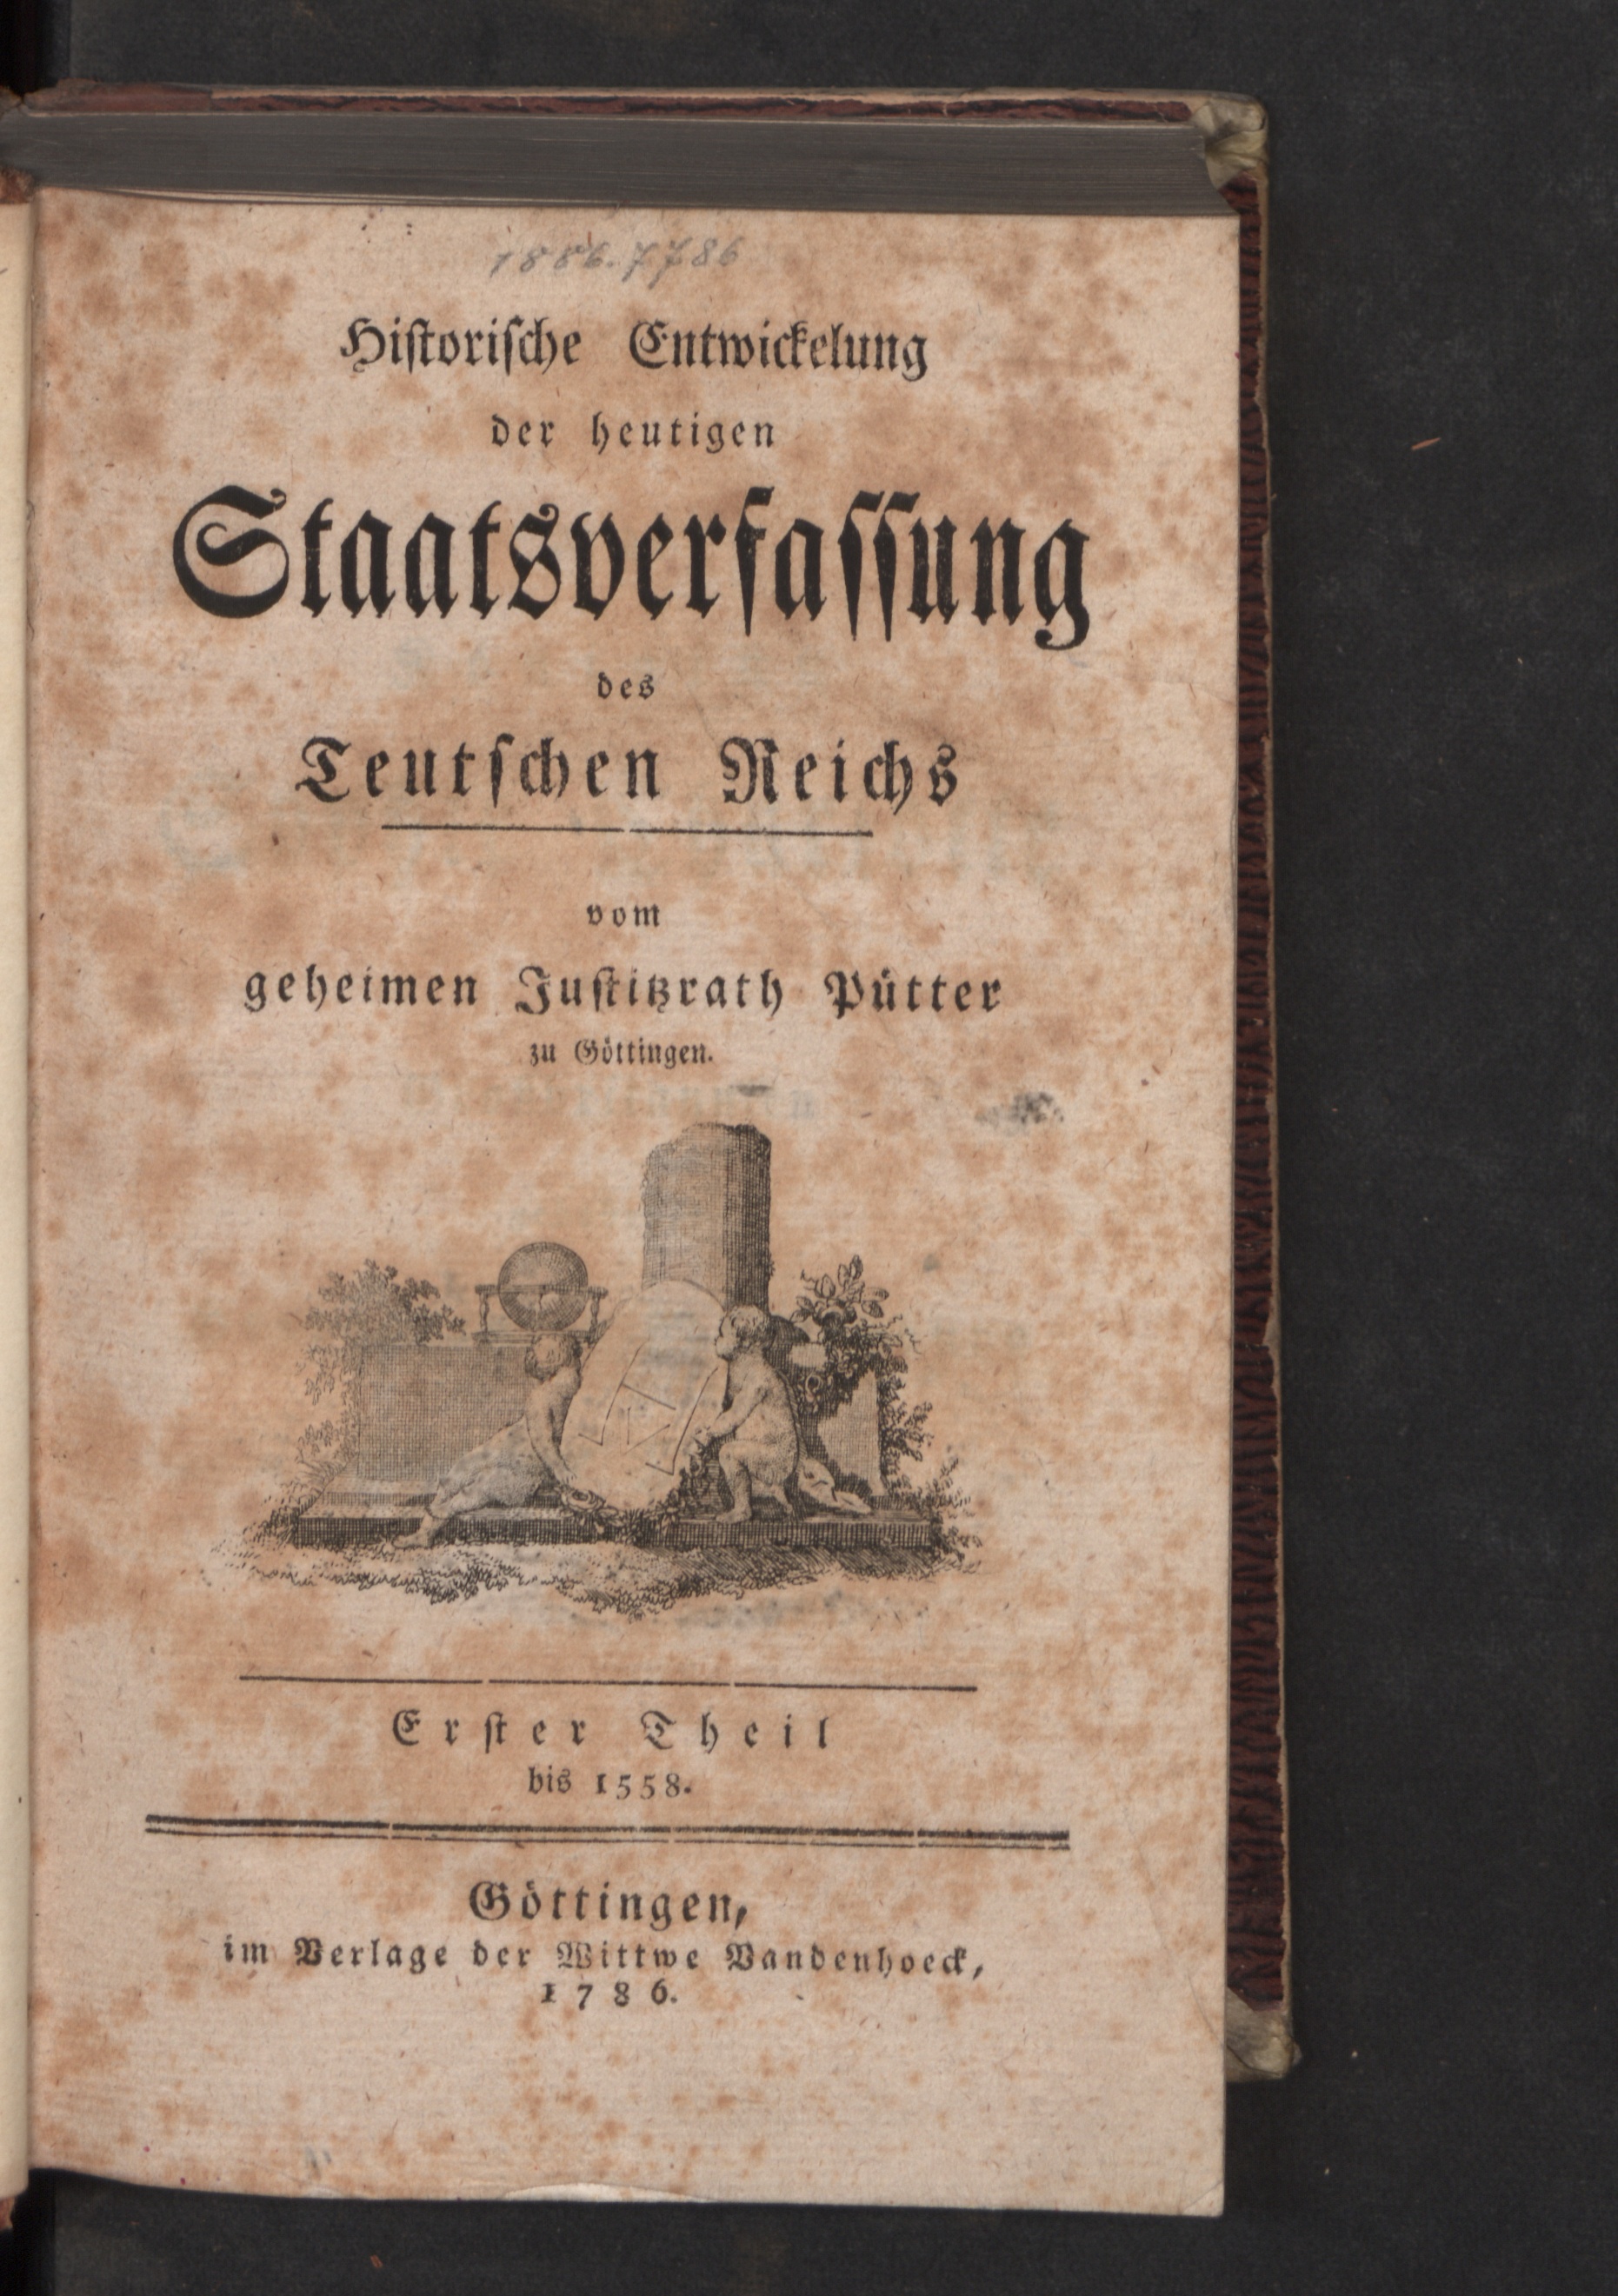 1886.7786
Historische Entwickelung
der heutigen
Staatsverfassung
des
Teutschen Reichs
vom
geheimen Justitzrath Pütter
zu Göttingen.
Erster Theil
bis 1558.
Göttingen,
im Verlage der Wittwe Vandenhoeck,
1786.